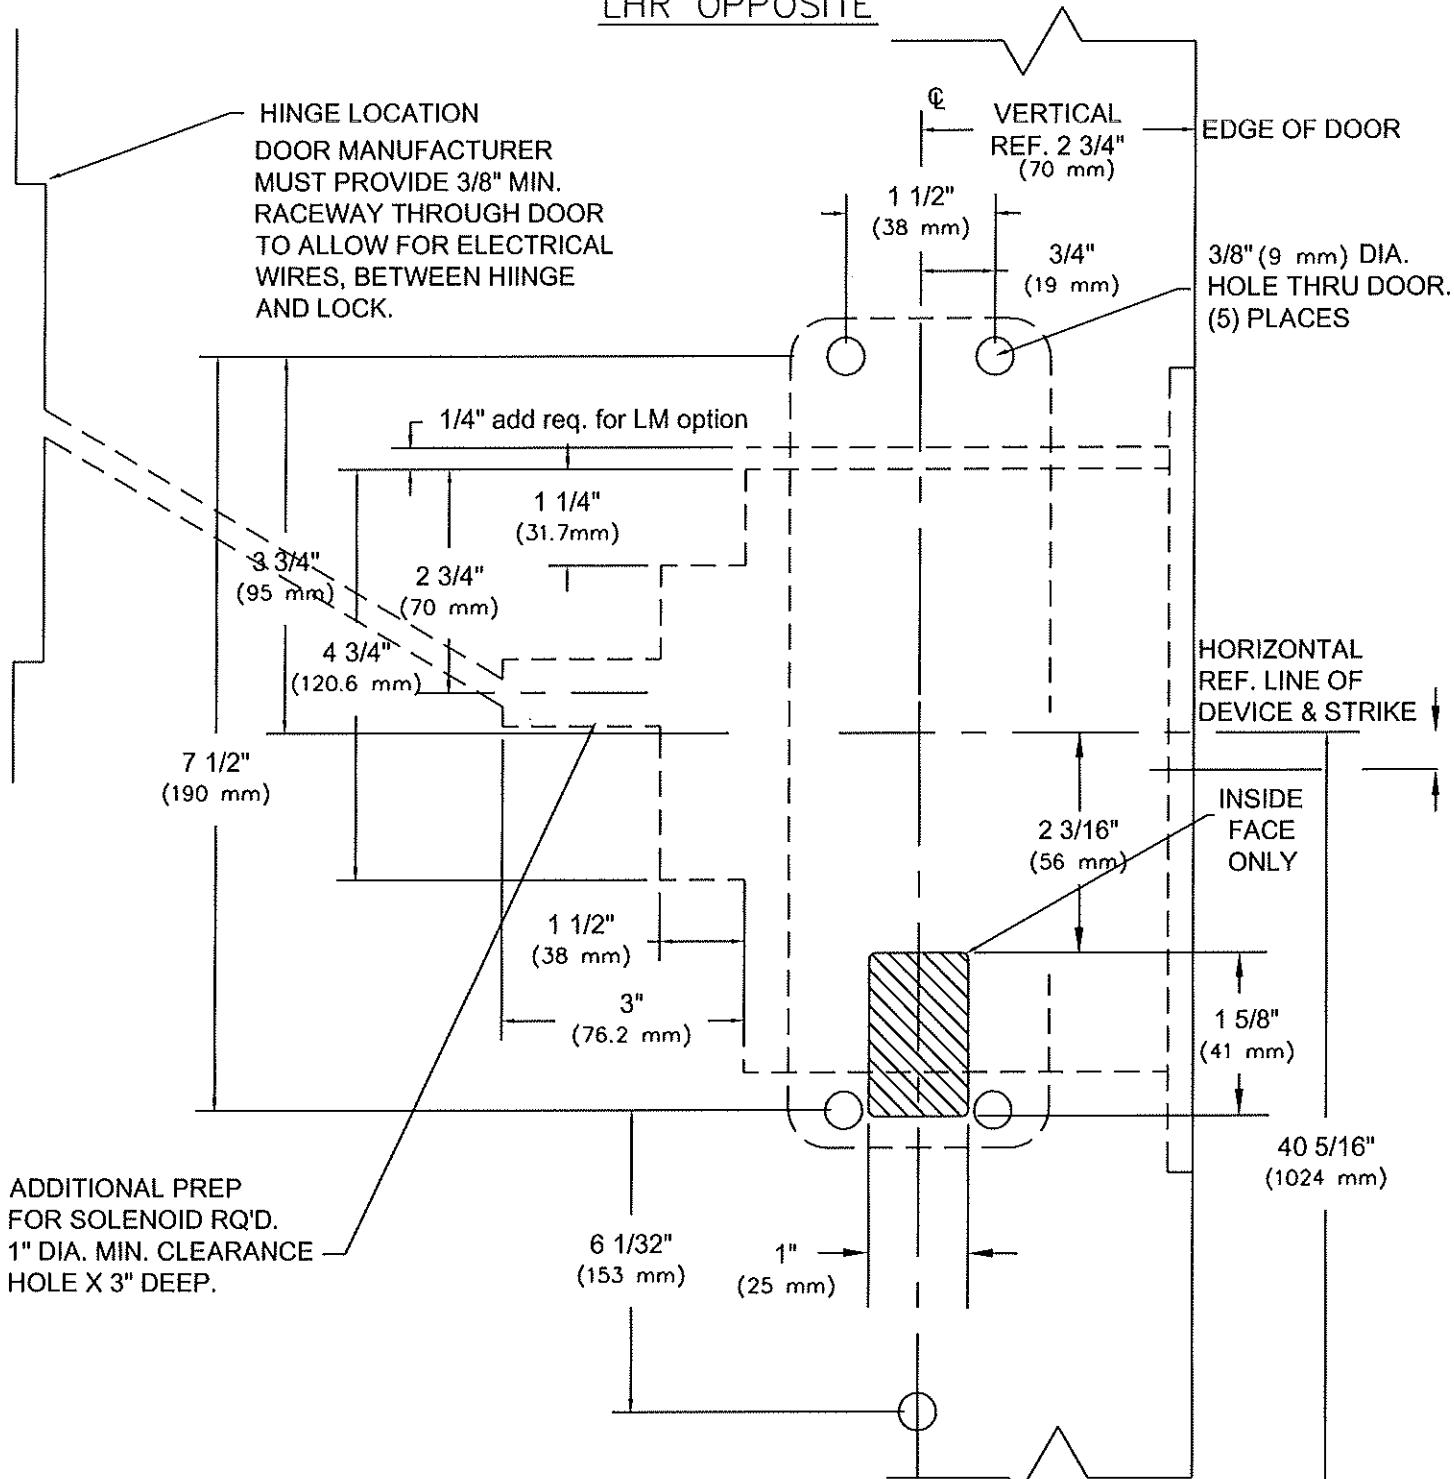 LHR OPPOSITE
HINGE LOCATION
DOOR MANUFACTURER
MUST PROVIDE 3/8" MIN.
RACEWAY THROUGH DOOR
TO ALLOW FOR ELECTRICAL
WIRES, BETWEEN HIINGE
AND LOCK.
℄
VERTICAL
REF. 2 3/4"
(70 mm)
EDGE OF DOOR
1 1/2"
(38 mm)
3/4"
(19 mm)
3/8" (9 mm) DIA.
HOLE THRU DOOR.
(5) PLACES
1/4" add req. for LM option
1 1/4"
(31.7mm)
3 3/4"
(95 mm)
2 3/4"
(70 mm)
4 3/4"
(120.6 mm)
7 1/2"
(190 mm)
HORIZONTAL
REF. LINE OF
DEVICE & STRIKE
INSIDE
FACE
ONLY
2 3/16"
(56 mm)
1 1/2"
(38 mm)
3"
(76.2 mm)
1 5/8"
(41 mm)
40 5/16"
(1024 mm)
ADDITIONAL PREP
FOR SOLENOID RQ'D.
1" DIA. MIN. CLEARANCE
HOLE X 3" DEEP.
6 1/32"
(153 mm)
1"
(25 mm)